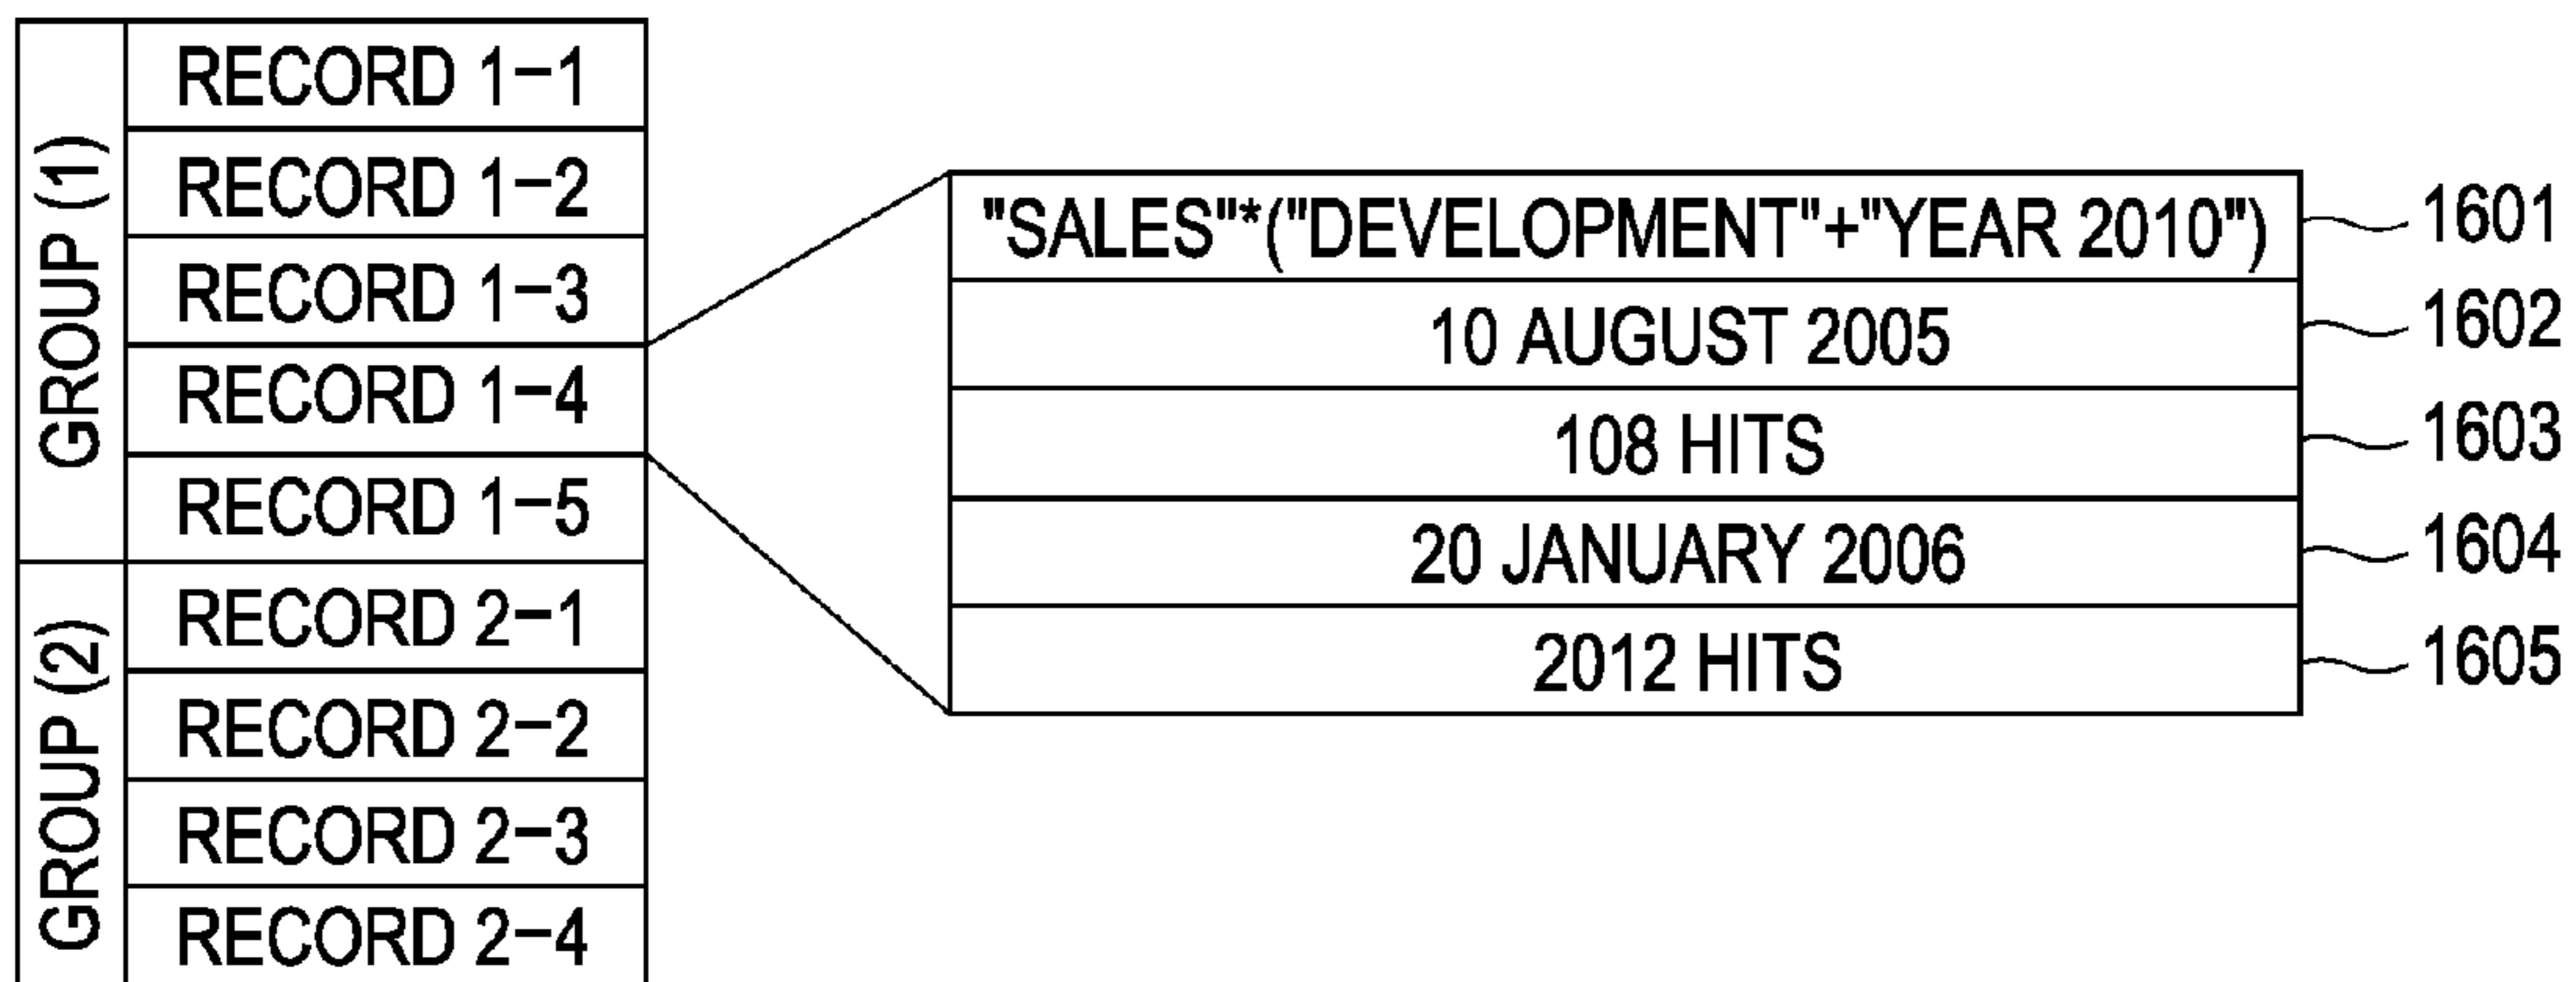 GROUP (1)
RECORD 1-1
RECORD 1-2
RECORD 1-3
RECORD 1-4
RECORD 1-5
GROUP (2)
RECORD 2-1
RECORD 2-2
RECORD 2-3
RECORD 2-4
"SALES"*("DEVELOPMENT"+"YEAR 2010") 1601
10 AUGUST 2005 1602
108 HITS 1603
20 JANUARY 2006 1604
2012 HITS 1605